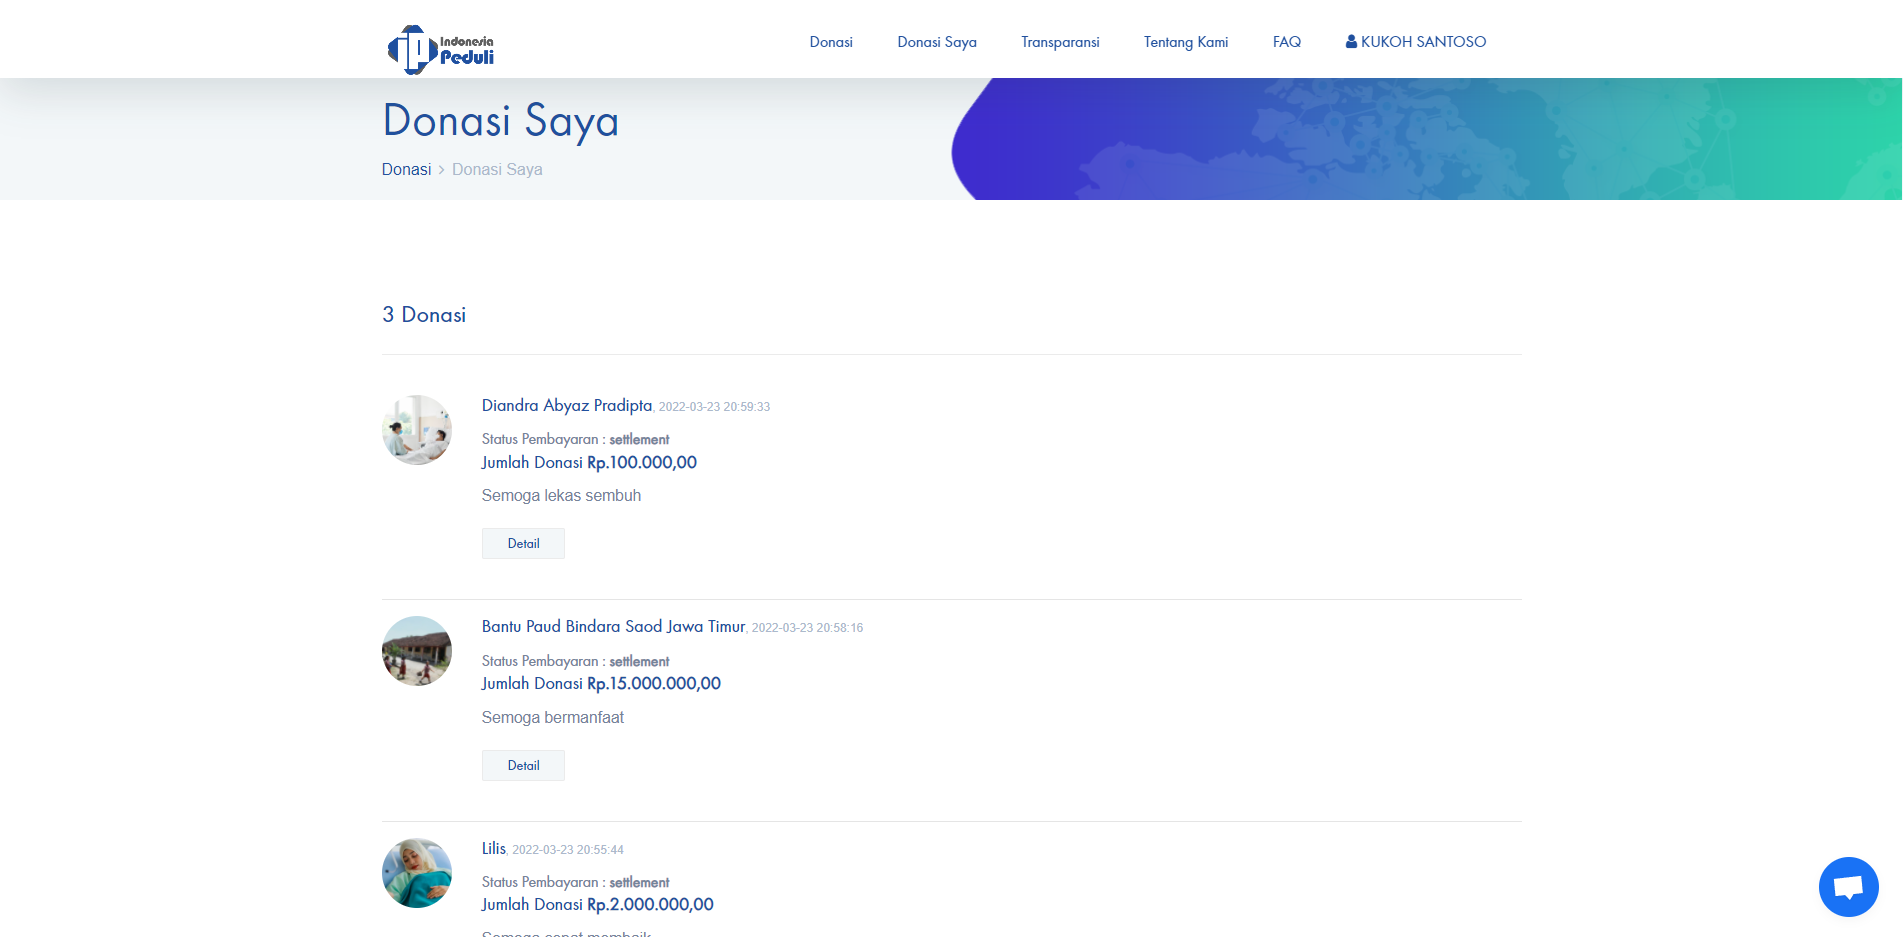 Indonesia
Peduli
Donasi
Donasi Saya
Transparansi
Tentang Kami
FAQ
KUKOH SANTOSO
Donasi Saya
Donasi > Donasi Saya
3 Donasi
Diandra Abyaz Pradipta, 2022-03-23 20:59:33
Status Pembayaran : settlement
Jumlah Donasi Rp.100.000,00
Semoga lekas sembuh
Detail
Bantu Paud Bindara Saod Jawa Timur, 2022-03-23 20:58:16
Status Pembayaran : settlement
Jumlah Donasi Rp.15.000.000,00
Semoga bermanfaat
Detail
Lilis, 2022-03-23 20:55:44
Status Pembayaran : settlement
Jumlah Donasi Rp.2.000.000,00